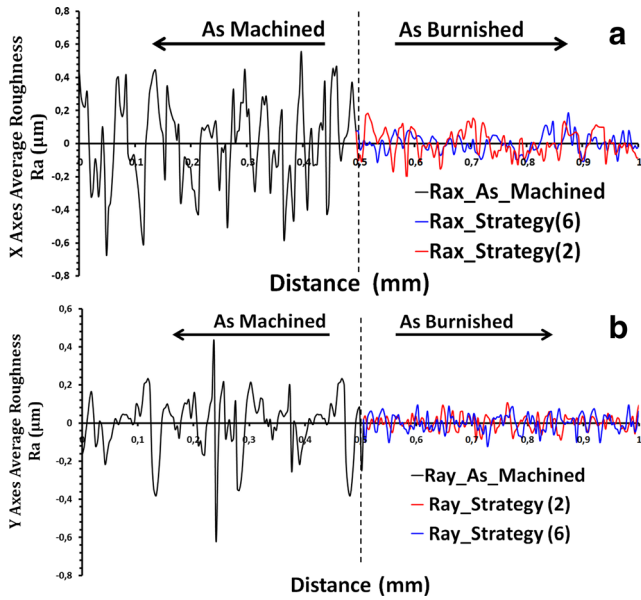 As Machined
As Burnished
a
X Axes Average Roughness
Ra (µm)
0,8
0,6
0,4
0,2
0
-0,2
-0,4
-0,6
-0,8
0
0,1
0,2
0,3
0,4
0,5
0,6
0,7
0,8
0,9
1
Rax_As_Machined
Rax_Strategy(6)
Rax_Strategy(2)
Distance (mm)
As Machined
As Burnished
b
Y Axes Average Roughness
Ra (µm)
0,6
0,4
0,2
0
-0,2
-0,4
-0,6
-0,8
0
0,1
0,2
0,3
0,4
0,5
0,6
0,7
0,8
0,9
1
Ray_As_Machined
Ray_Strategy (2)
Ray_Strategy (6)
Distance (mm)